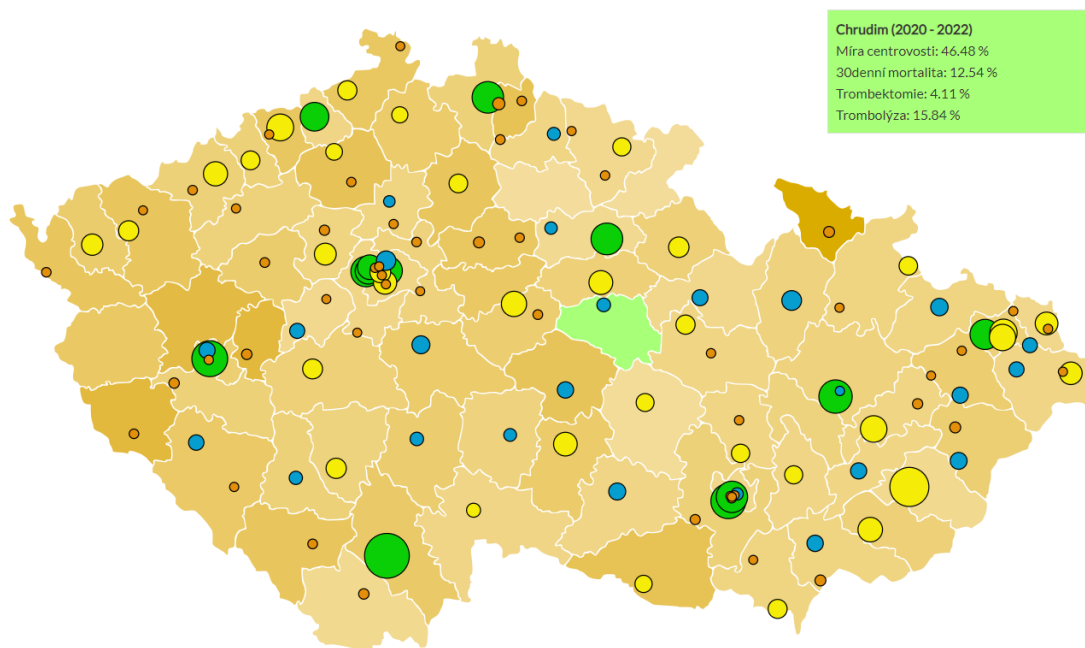 Chrudim (2020 - 2022)
Míra centrovosti: 46.48 %
30denní mortalita: 12.54 %
Trombektomie: 4.11 %
Trombolýza: 15.84 %